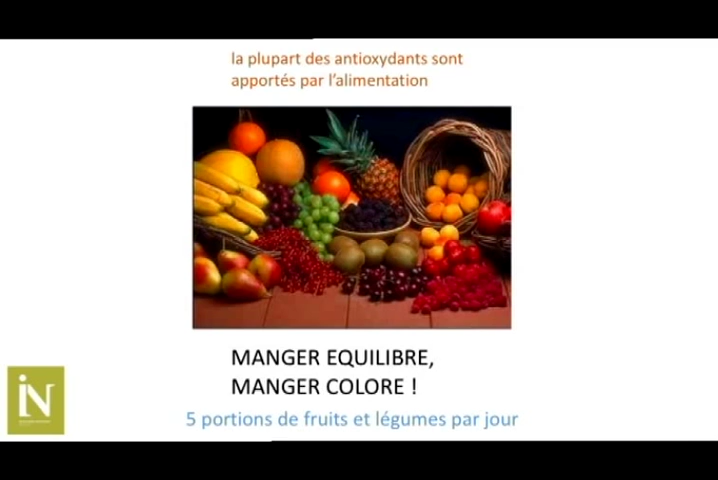 la plupart des antioxydants sont
apportés par l'alimentation
MANGER EQUILIBRE,
MANGER COLORE !
5 portions de fruits et légumes par jour
iN